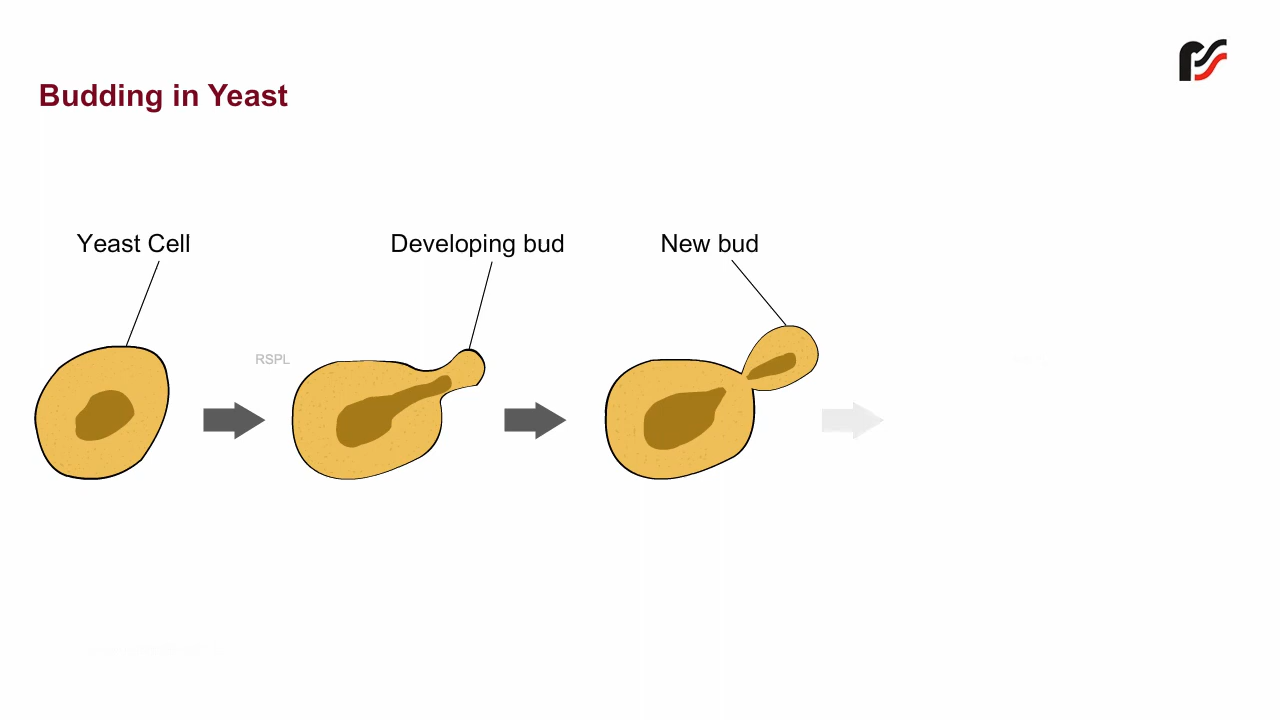 Budding in Yeast
Yeast Cell
Developing bud
New bud
RSPL